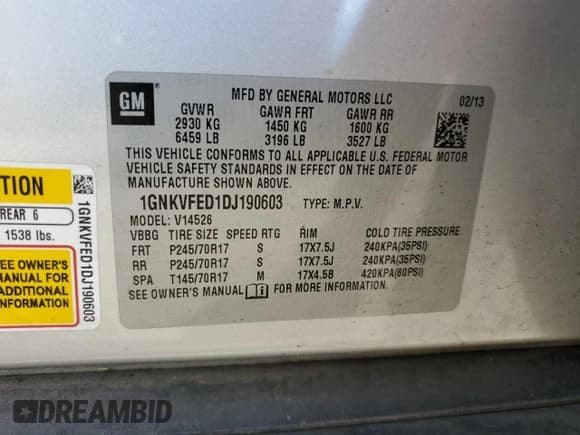 GM
MFD BY GENERAL MOTORS LLC
02/13
GVWR GAWR FRT GAWR RR
2930 KG 1450 KG 1600 KG
6459 LB 3196 LB 3527 LB
THIS VEHICLE CONFORMS TO ALL APPLICABLE U.S. FEDERAL MOTOR
VEHICLE SAFETY STANDARDS IN EFFECT ON THE DATE OF
MANUFACTURE SHOWN ABOVE.
1GNKVFED1DJ190603 TYPE: M.P.V.
MODEL: V14526
VBBG TIRE SIZE SPEED RTG RIM COLD TIRE PRESSURE
FRT P245/70R17 S 17X7.5J 240KPA(35PSI)
RR P245/70R17 S 17X7.5J 240KPA(35PSI)
SPA T145/70R17 M 17X4.5B 420KPA(60PSI)
SEE OWNER'S MANUAL FOR MORE INFORMATION.
TION
REAR 6
1538 lbs.
SEE OWNER'S
MANUAL FOR
ADDITIONAL
INFORMATION
1GNKVFED1DJ190603
DREAMBID